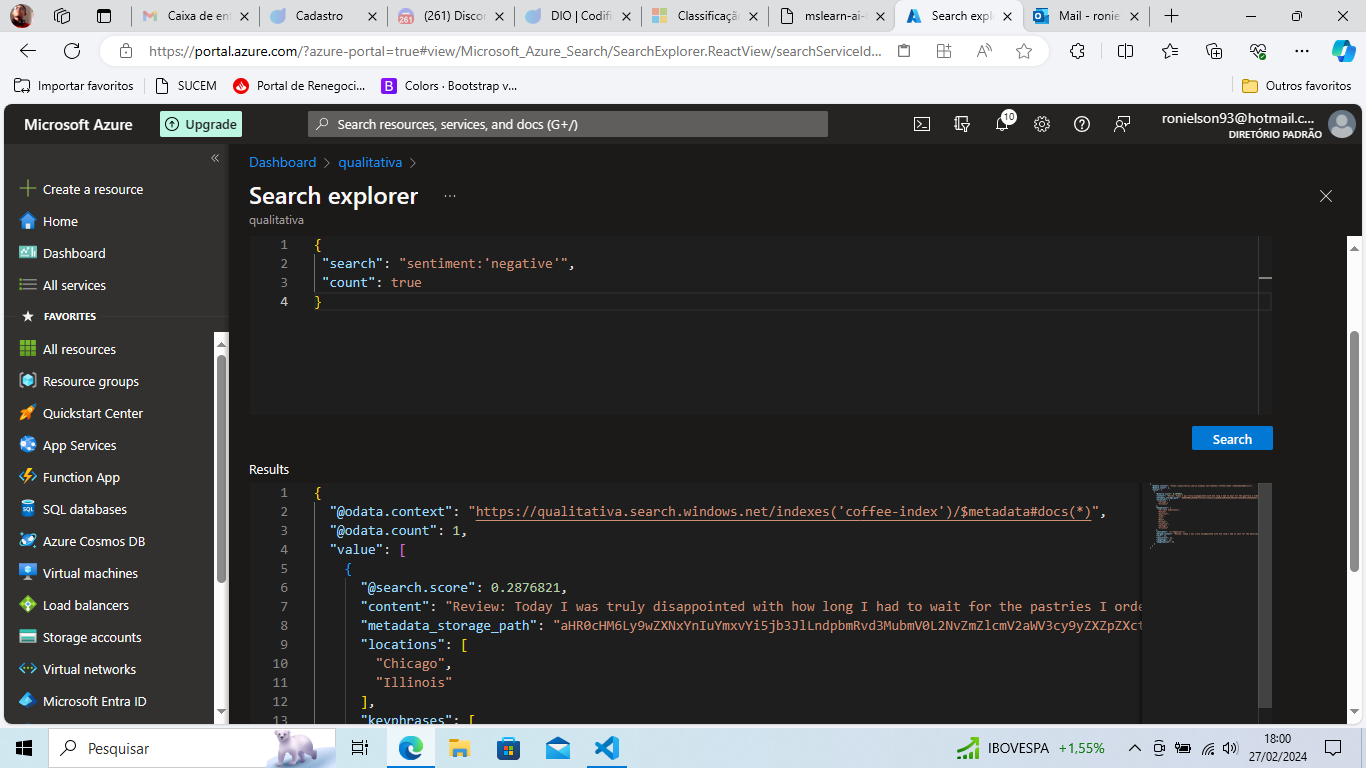 Caixa de en
Cadastro
(261) Discor
DIO | Codifi
Classificação
mslearn-ai-
Search expl
Mail - ronie
https://portal.azure.com/?azure-portal=true#view/Microsoft_Azure_Search/SearchExplorer.ReactView/searchServiceId...
Importar favoritos
SUCEM
Portal de Renegoci...
Colors · Bootstrap v...
Outros favoritos
Microsoft Azure
Upgrade
Search resources, services, and docs (G+/)
10
ronielson93@hotmail.c...
DIRETÓRIO PADRÃO
Create a resource
Home
Dashboard
All services
FAVORITES
All resources
Resource groups
Quickstart Center
App Services
Function App
SQL databases
Azure Cosmos DB
Virtual machines
Load balancers
Storage accounts
Virtual networks
Microsoft Entra ID
Dashboard > qualitativa >
Search explorer ...
qualitativa
1 {
2 "search": "sentiment:'negative'",
3 "count": true
4 }
Search
Results
1 {
2 "@odata.context": "https://qualitativa.search.windows.net/indexes('coffee-index')/$metadata#docs(*)",
3 "@odata.count": 1,
4 "value": [
5 {
6 "@search.score": 0.2876821,
7 "content": "Review: Today I was truly disappointed with how long I had to wait for the pastries I orde
8 "metadata_storage_path":
9 "locations": [
10 "Chicago",
11 "Illinois"
12 ],
13 "keyphrases": [
Pesquisar
IBOVESPA +1,55%
18:00
27/02/2024